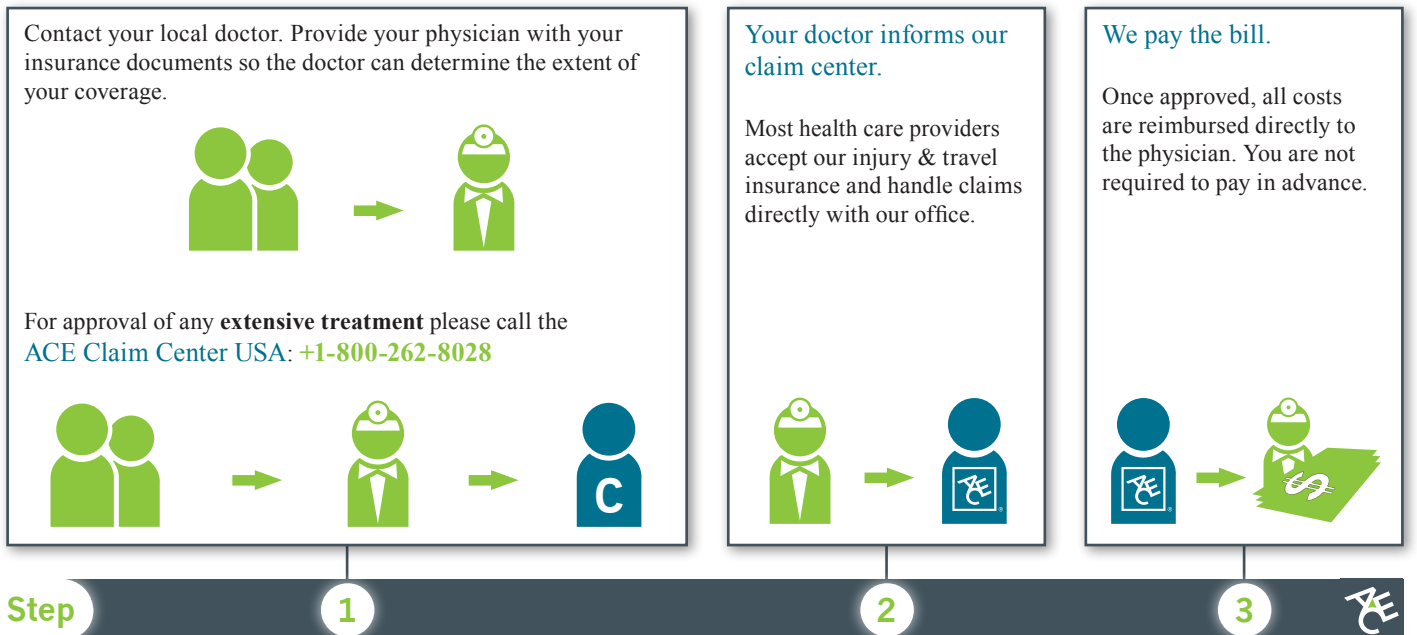 Contact your local doctor. Provide your physician with your
insurance documents so the doctor can determine the extent of
your coverage.
For approval of any extensive treatment please call the
ACE Claim Center USA: +1-800-262-8028
C
Your doctor informs our
claim center.
Most health care providers
accept our injury & travel
insurance and handle claims
directly with our office.
ACE
®
We pay the bill.
Once approved, all costs
are reimbursed directly to
the physician. You are not
required to pay in advance.
ACE
®
$
Step
1
2
3
ACE